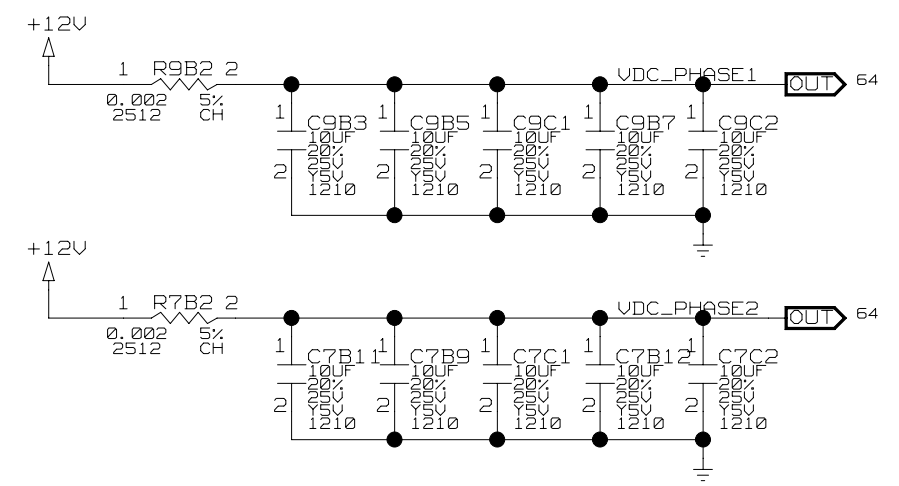 +12V
1 R9B2 2
0.002 5%
2512 CH
VDC_PHASE1
OUT 64
1 C9B3
10UF
20%
25V
2 Y5V
1210
1 C9B5
10UF
20%
25V
2 Y5V
1210
1 C9C1
10UF
20%
25V
2 Y5V
1210
1 C9B7
10UF
20%
25V
2 Y5V
1210
1 C9C2
10UF
20%
25V
2 Y5V
1210
+12V
1 R7B2 2
0.002 5%
2512 CH
VDC_PHASE2
OUT 64
1 C7B11
10UF
20%
25V
2 Y5V
1210
1 C7B9
10UF
20%
25V
2 Y5V
1210
1 C7C1
10UF
20%
25V
2 Y5V
1210
1 C7B12
10UF
20%
25V
2 Y5V
1210
1 C7C2
10UF
20%
25V
2 Y5V
1210